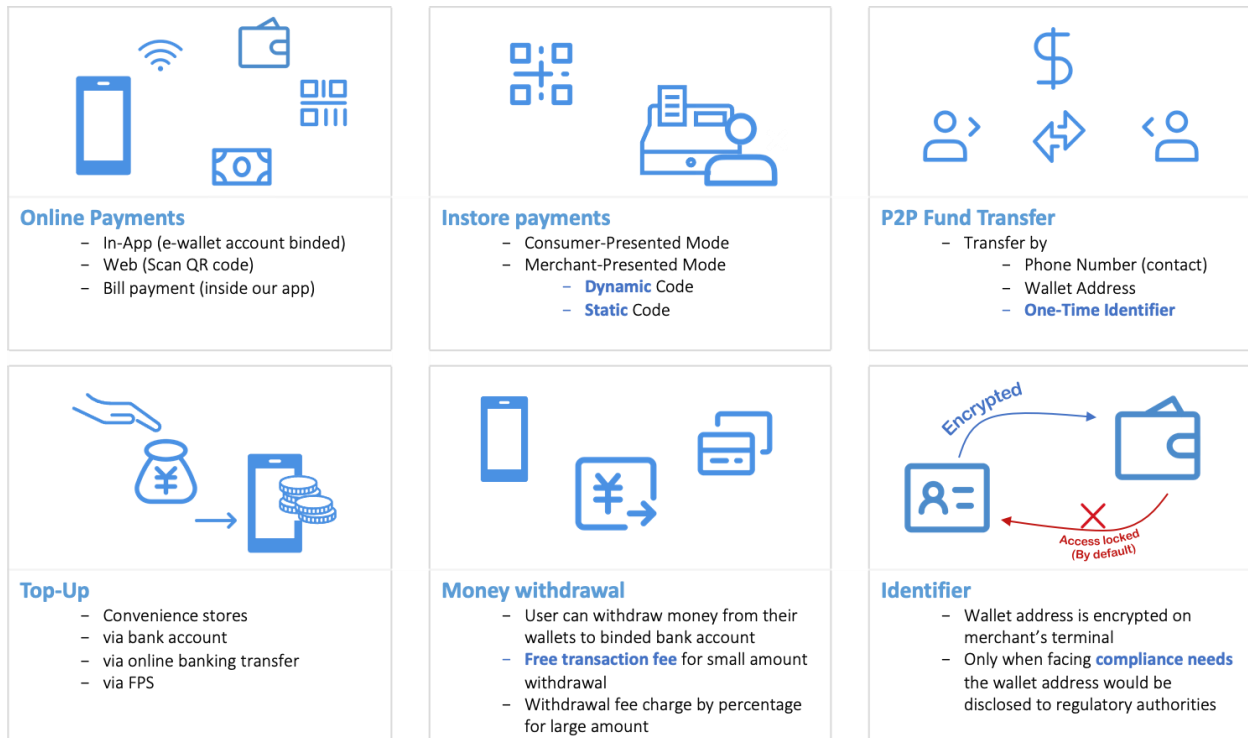 Online Payments
– In-App (e-wallet account binded)
– Web (Scan QR code)
– Bill payment (inside our app)
Instore payments
– Consumer-Presented Mode
– Merchant-Presented Mode
– Dynamic Code
– Static Code
$
P2P Fund Transfer
– Transfer by
– Phone Number (contact)
– Wallet Address
– One-Time Identifier
¥
Top-Up
– Convenience stores
– via bank account
– via online banking transfer
– via FPS
¥
Money withdrawal
– User can withdraw money from their
wallets to binded bank account
– Free transaction fee for small amount
withdrawal
– Withdrawal fee charge by percentage
for large amount
Encrypted
Access locked
(By default)
Identifier
– Wallet address is encrypted on
merchant's terminal
– Only when facing compliance needs
the wallet address would be
disclosed to regulatory authorities